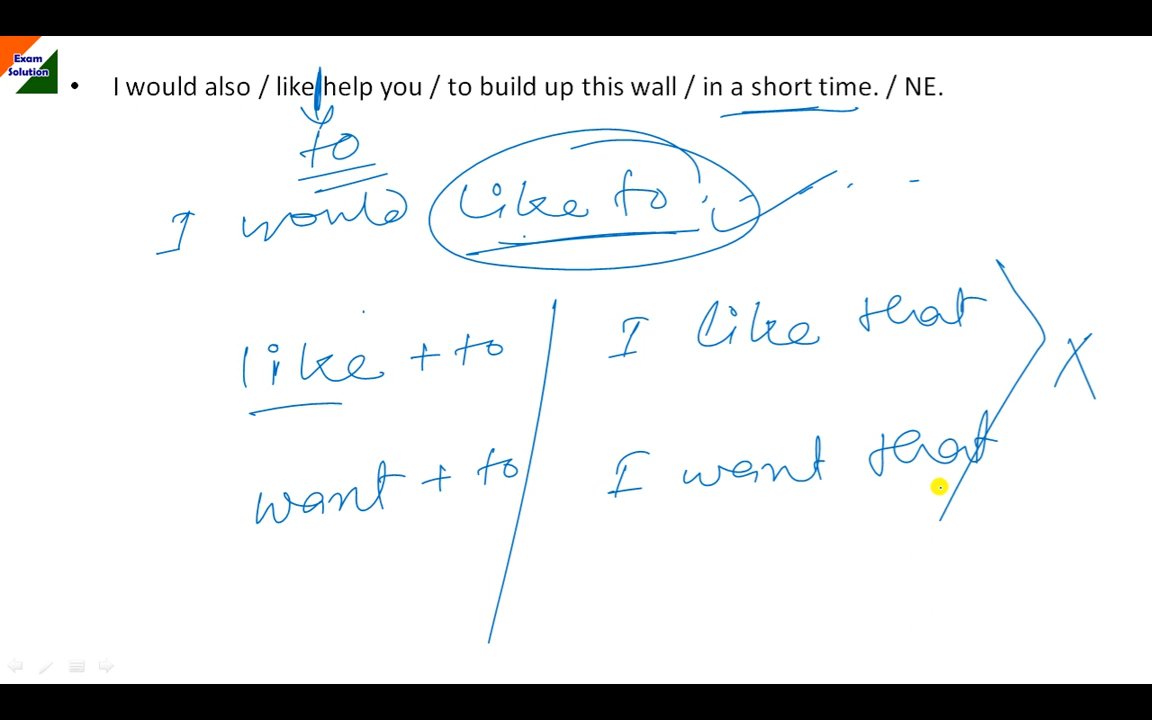 Exam
Solution
• I would also / like help you / to build up this wall / in a short time. / NE.
to
I would like to
like + to
I like that
X
want + to
I want that